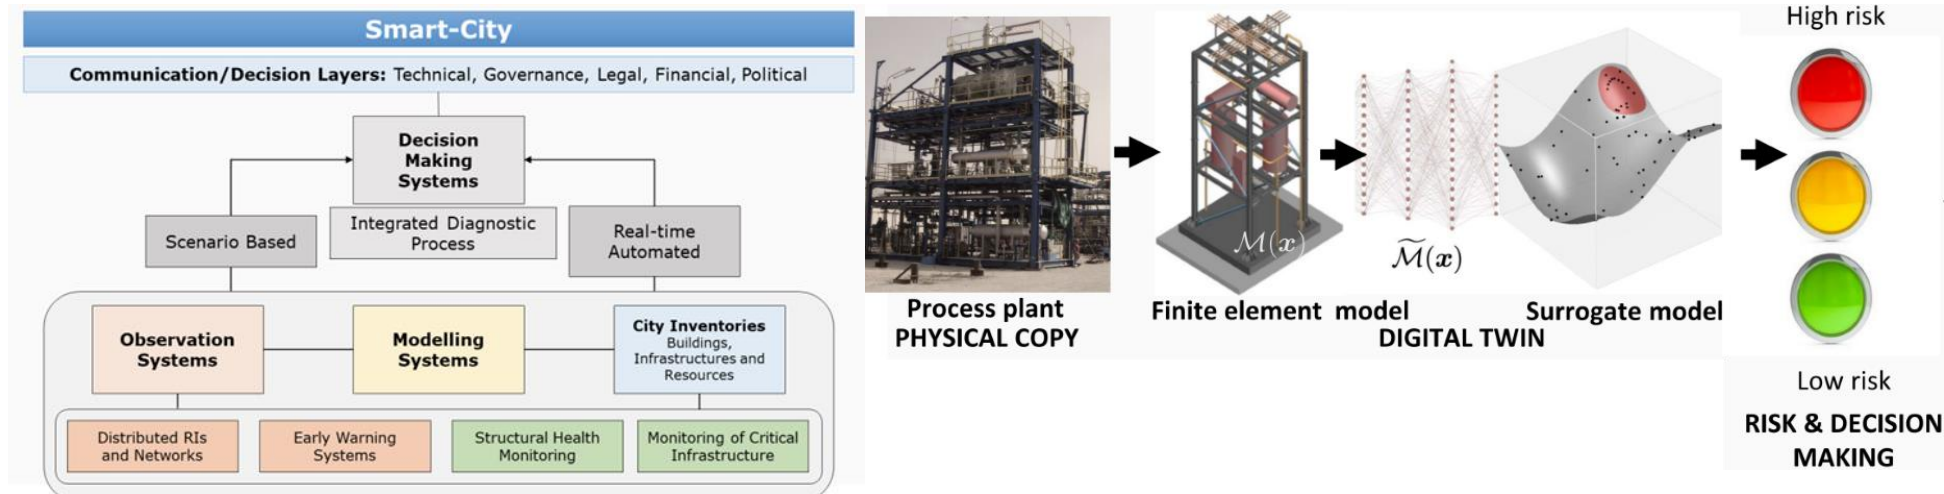 Smart-City
Communication/Decision Layers: Technical, Governance, Legal, Financial, Political
Decision
Making
Systems
Integrated Diagnostic
Process
Scenario Based
Real-time
Automated
Observation
Systems
Modelling
Systems
City Inventories
Buildings,
Infrastructures and
Resources
Distributed RIs
and Networks
Early Warning
Systems
Structural Health
Monitoring
Monitoring of Critical
Infrastructure
Process plant
PHYSICAL COPY
M(x)
Finite element model
M̃(x)
Surrogate model
DIGITAL TWIN
High risk
Low risk
RISK & DECISION
MAKING